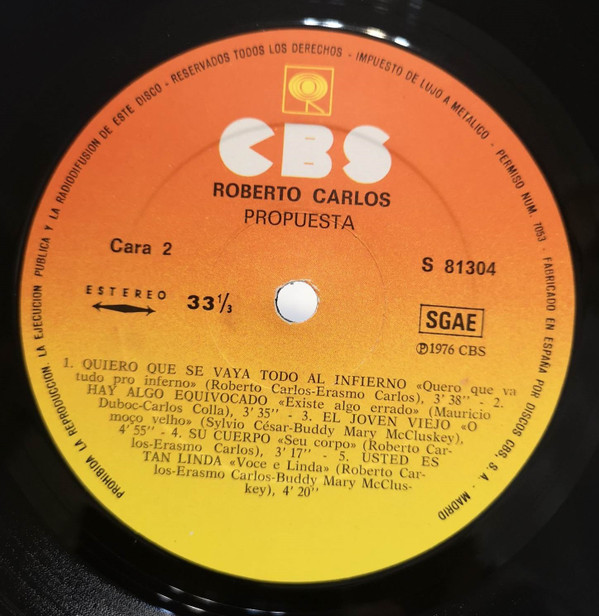 PROHIBIDA LA REPRODUCCION, LA EJECUCION PUBLICA Y LA RADIODIFUSION DE ESTE DISCO - RESERVADOS TODOS LOS DERECHOS - IMPUESTO DE LUJO A METALICO - PERMISO NUM. 7053 - FABRICADO EN ESPAÑA POR DISCOS CBS, S. A. - MADRID
CBS
ROBERTO CARLOS
PROPUESTA
Cara 2
S 81304
ESTEREO
33 1/3
SGAE
Ⓟ1976 CBS
1. QUIERO QUE SE VAYA TODO AL INFIERNO «Quero que va
tudo pro inferno» (Roberto Carlos-Erasmo Carlos), 3' 38'' - 2.
HAY ALGO EQUIVOCADO «Existe algo errado» (Mauricio
Duboc-Carlos Colla), 3' 35'' - 3. EL JOVEN VIEJO «O
moço velho» (Sylvio César-Buddy Mary McCluskey),
4' 55'' - 4. SU CUERPO «Seu corpo» (Roberto Car-
los-Erasmo Carlos), 3' 17'' - 5. USTED ES
TAN LINDA «Voce e Linda» (Roberto Car-
los-Erasmo Carlos-Buddy Mary McClus-
key), 4' 20''